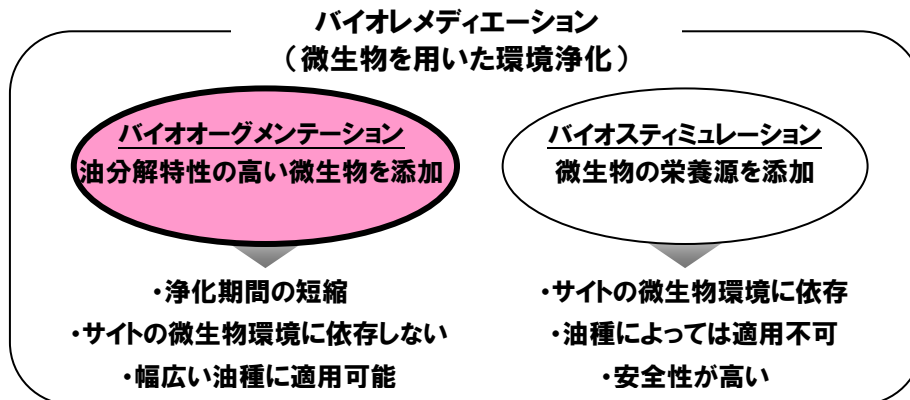 バイオレメディエーション
（微生物を用いた環境浄化）
バイオオーグメンテーション
油分解特性の高い微生物を添加
・浄化期間の短縮
・サイトの微生物環境に依存しない
・幅広い油種に適用可能
バイオスティミュレーション
微生物の栄養源を添加
・サイトの微生物環境に依存
・油種によっては適用不可
・安全性が高い